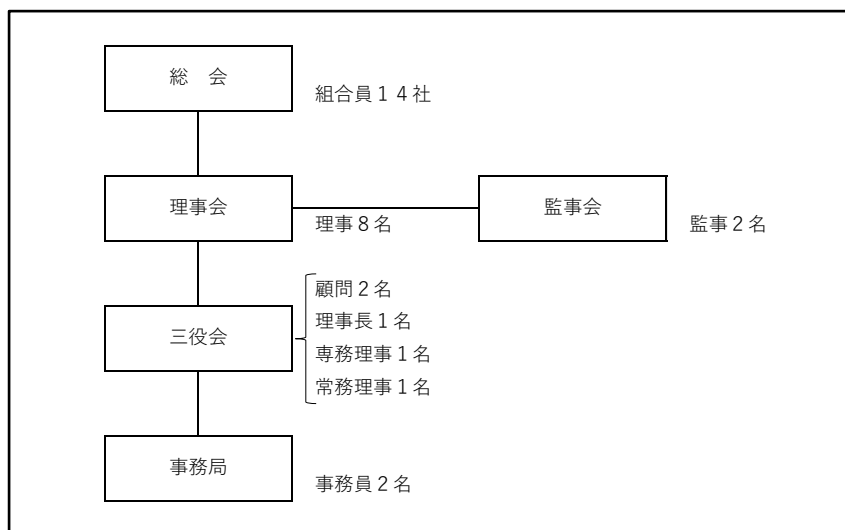 総　会
組合員１４社
理事会
理事８名
監事会
監事２名
三役会
顧問２名
理事長１名
専務理事１名
常務理事１名
事務局
事務員２名